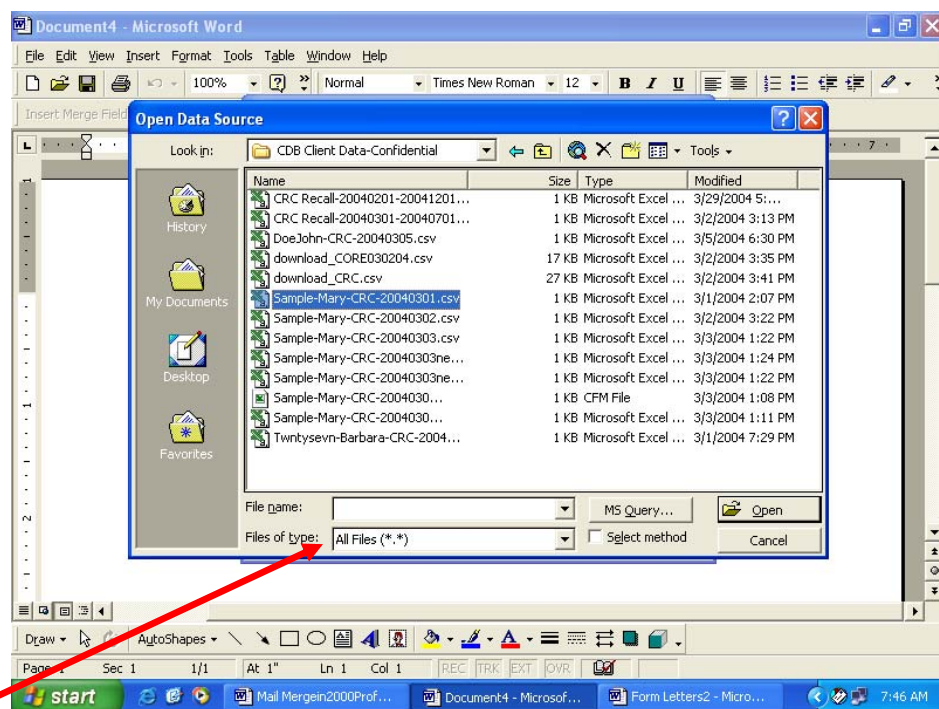 Document4 - Microsoft Word
File Edit View Insert Format Tools Table Window Help
100% Normal Times New Roman 12 B I U
Insert Merge Field
Open Data Source
Look in: CDB Client Data-Confidential Tools
Name Size Type Modified
CRC Recall-20040201-20041201... 1 KB Microsoft Excel ... 3/29/2004 5:...
CRC Recall-20040301-20040701... 1 KB Microsoft Excel ... 3/2/2004 3:13 PM
DoeJohn-CRC-20040305.csv 1 KB Microsoft Excel ... 3/5/2004 6:30 PM
download_CORE030204.csv 17 KB Microsoft Excel ... 3/2/2004 3:35 PM
download_CRC.csv 27 KB Microsoft Excel ... 3/2/2004 3:41 PM
Sample-Mary-CRC-20040301.csv 1 KB Microsoft Excel ... 3/1/2004 2:07 PM
Sample-Mary-CRC-20040302.csv 1 KB Microsoft Excel ... 3/2/2004 3:22 PM
Sample-Mary-CRC-20040303.csv 1 KB Microsoft Excel ... 3/3/2004 1:22 PM
Sample-Mary-CRC-20040303ne... 1 KB Microsoft Excel ... 3/3/2004 1:24 PM
Sample-Mary-CRC-20040303ne... 1 KB Microsoft Excel ... 3/3/2004 1:22 PM
Sample-Mary-CRC-2004030... 1 KB CFM File 3/3/2004 1:08 PM
Sample-Mary-CRC-2004030... 1 KB Microsoft Excel ... 3/3/2004 1:11 PM
Twntysevn-Barbara-CRC-2004... 1 KB Microsoft Excel ... 3/1/2004 7:29 PM
History
My Documents
Desktop
Favorites
File name: MS Query... Open
Files of type: All Files (*.*) Select method Cancel
Draw AutoShapes
Page 1 Sec 1 1/1 At 1" Ln 1 Col 1 REC TRK EXT OVR
start Mail Mergein2000Prof... Document4 - Microsof... Form Letters2 - Micro... 7:46 AM